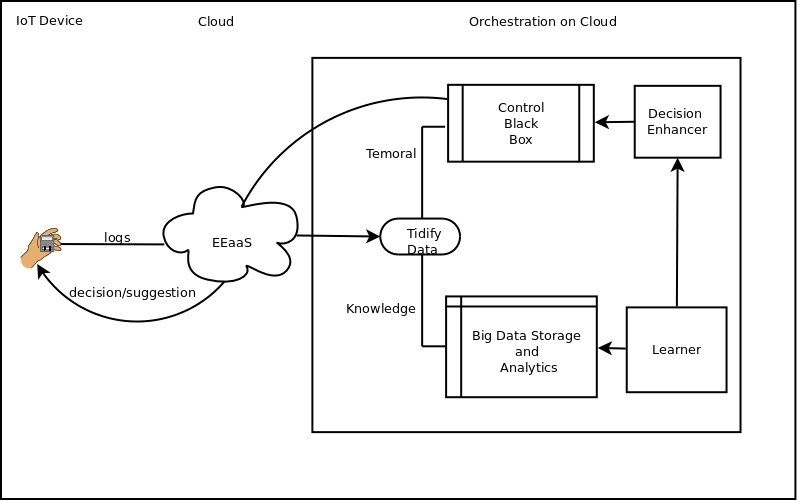 IoT Device
Cloud
Orchestration on Cloud
Control
Black
Box
Decision
Enhancer
Temoral
logs
EEaaS
Tidify
Data
decision/suggestion
Knowledge
Big Data Storage
and
Analytics
Learner